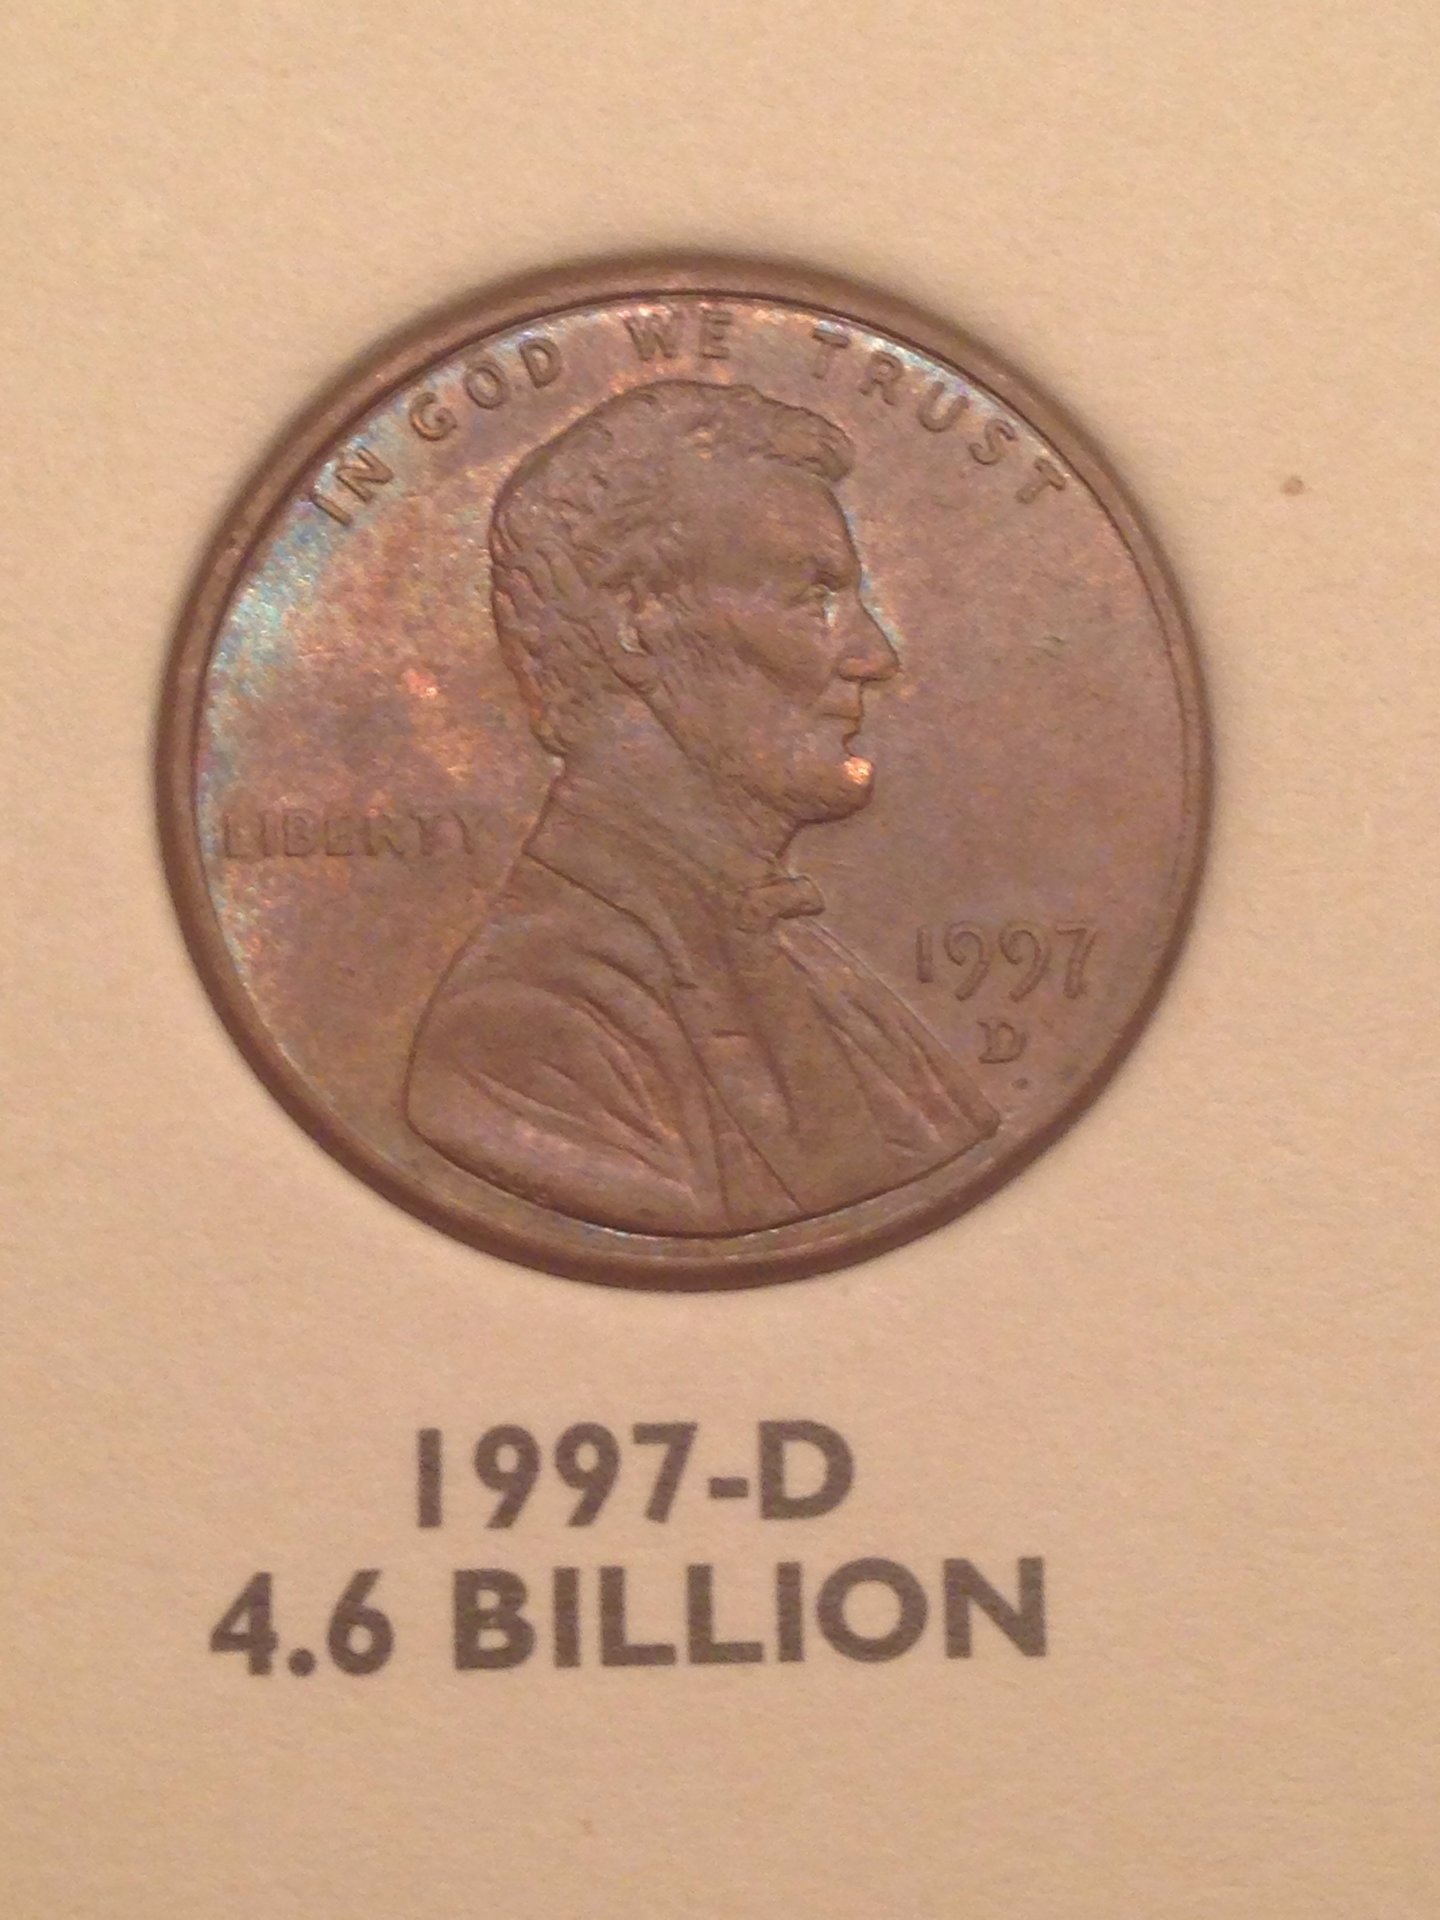 IN GOD WE TRUST
LIBERTY
1997
D
1997-D
4.6 BILLION